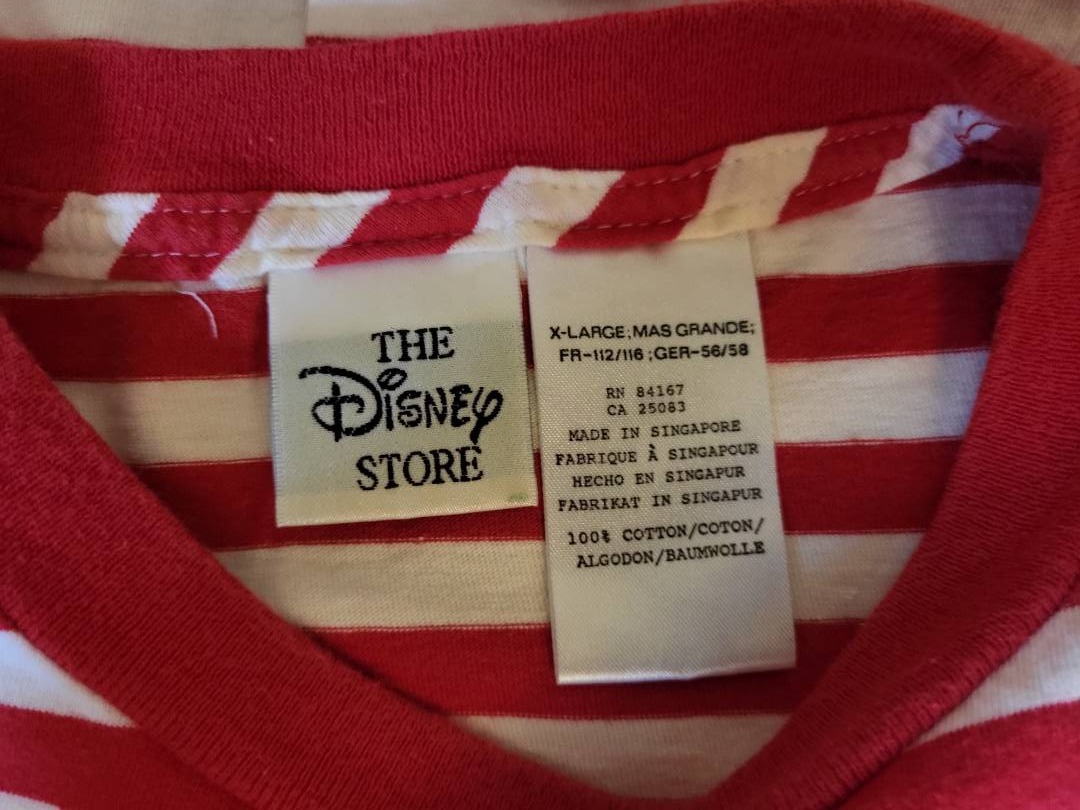 THE
DISNEY
STORE
X-LARGE;MAS GRANDE;
FR-112/116;GER-56/58
RN 84167
CA 25083
MADE IN SINGAPORE
FABRIQUE À SINGAPOUR
HECHO EN SINGAPUR
FABRIKAT IN SINGAPUR
100% COTTON/COTON/
ALGODON/BAUMWOLLE